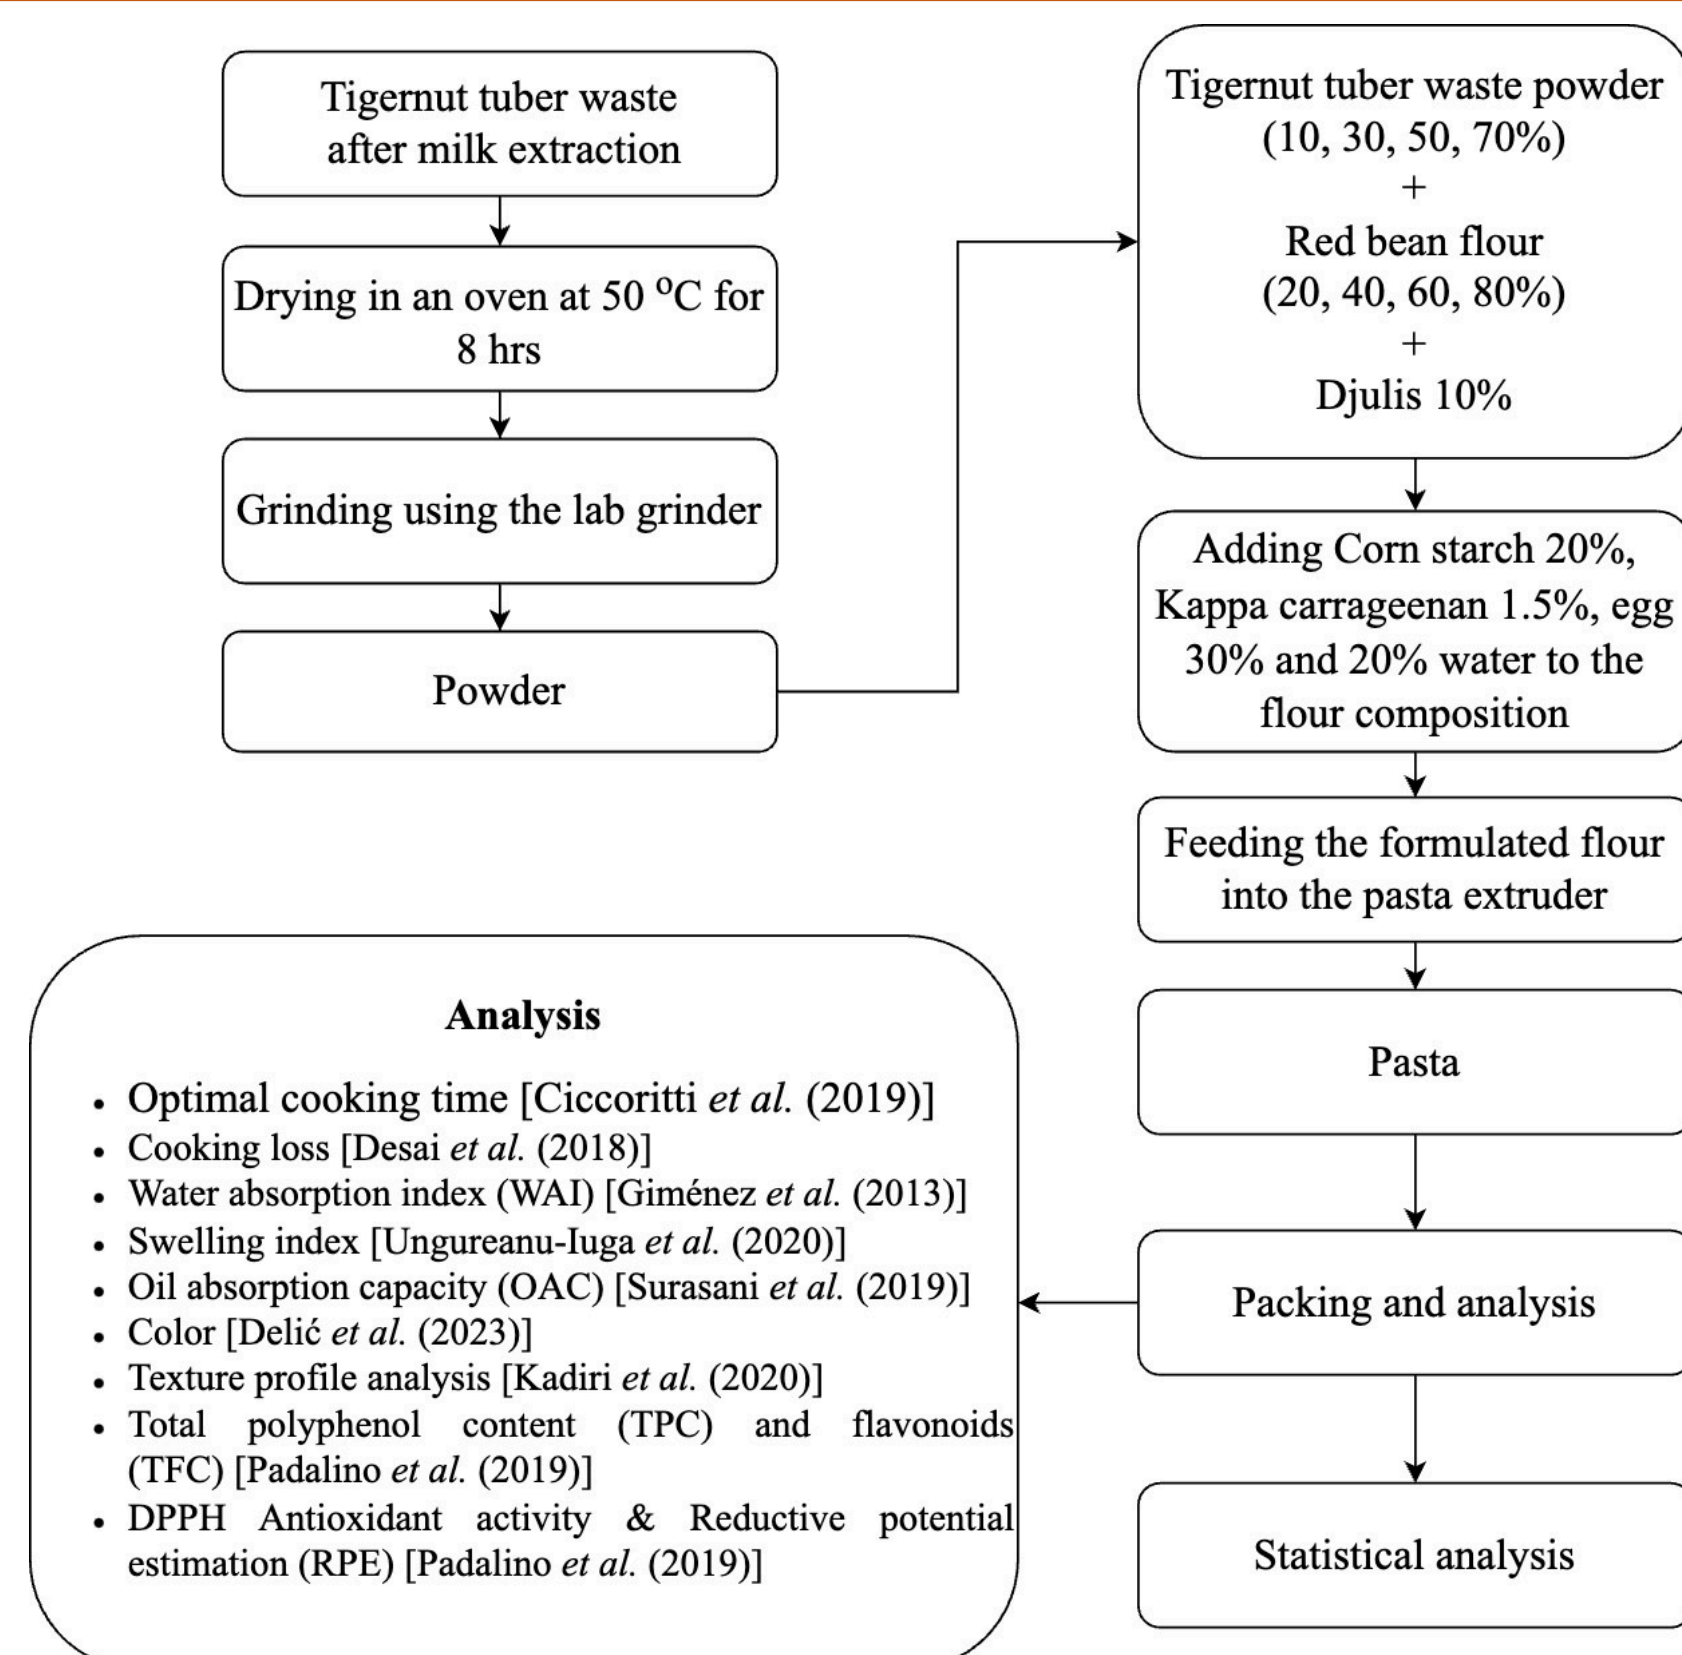 Tigernut tuber waste
after milk extraction
Drying in an oven at 50 ⁰C for
8 hrs
Grinding using the lab grinder
Powder
Tigernut tuber waste powder
(10, 30, 50, 70%)
+
Red bean flour
(20, 40, 60, 80%)
+
Djulis 10%
Adding Corn starch 20%,
Kappa carrageenan 1.5%, egg
30% and 20% water to the
flour composition
Feeding the formulated flour
into the pasta extruder
Pasta
Packing and analysis
Statistical analysis
Analysis
• Optimal cooking time [Ciccoritti et al. (2019)]
• Cooking loss [Desai et al. (2018)]
• Water absorption index (WAI) [Giménez et al. (2013)]
• Swelling index [Ungureanu-Iuga et al. (2020)]
• Oil absorption capacity (OAC) [Surasani et al. (2019)]
• Color [Delić et al. (2023)]
• Texture profile analysis [Kadiri et al. (2020)]
• Total polyphenol content (TPC) and flavonoids
(TFC) [Padalino et al. (2019)]
• DPPH Antioxidant activity & Reductive potential
estimation (RPE) [Padalino et al. (2019)]